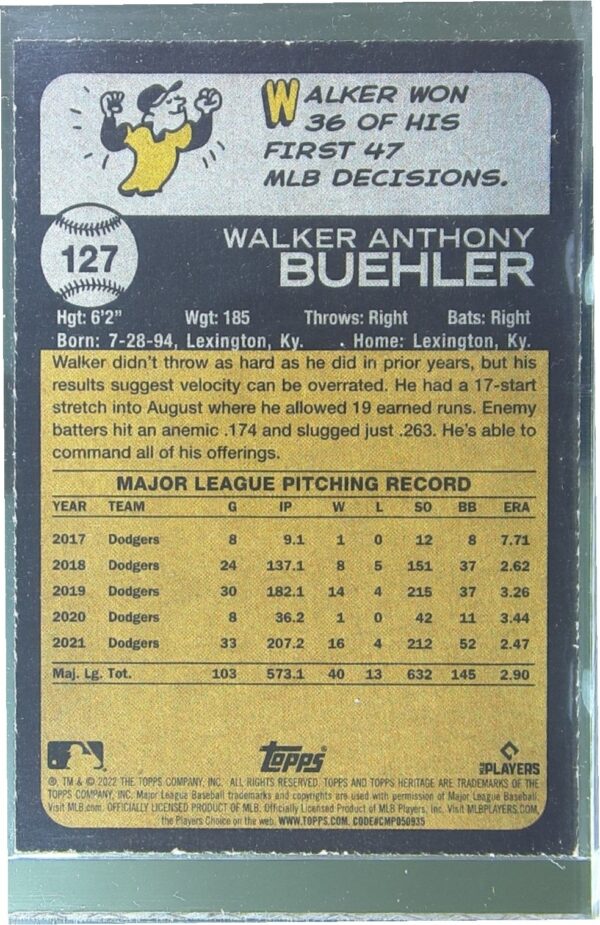 WALKER WON
36 OF HIS
FIRST 47
MLB DECISIONS.
127
WALKER ANTHONY
BUEHLER
Hgt: 6'2" Wgt: 185 Throws: Right Bats: Right
Born: 7-28-94, Lexington, Ky. Home: Lexington, Ky.
Walker didn't throw as hard as he did in prior years, but his
results suggest velocity can be overrated. He had a 17-start
stretch into August where he allowed 19 earned runs. Enemy
batters hit an anemic .174 and slugged just .263. He's able to
command all of his offerings.
MAJOR LEAGUE PITCHING RECORD
YEAR TEAM G IP W L SO BB ERA
2017 Dodgers 8 9.1 1 0 12 8 7.71
2018 Dodgers 24 137.1 8 5 151 37 2.62
2019 Dodgers 30 182.1 14 4 215 37 3.26
2020 Dodgers 8 36.2 1 0 42 11 3.44
2021 Dodgers 33 207.2 16 4 212 52 2.47
Maj. Lg. Tot. 103 573.1 40 13 632 145 2.90
Topps
MLB PLAYERS
®, TM & © 2022 THE TOPPS COMPANY, INC. ALL RIGHTS RESERVED. TOPPS AND TOPPS HERITAGE ARE TRADEMARKS OF THE
TOPPS COMPANY, INC. Major League Baseball trademarks and copyrights are used with permission of Major League Baseball.
Visit MLB.com. OFFICIALLY LICENSED PRODUCT OF MLB. Officially Licensed Product of MLB Players, Inc. Visit MLBPLAYERS.COM,
the Players Choice on the web. WWW.TOPPS.COM. CODE#CMP050935